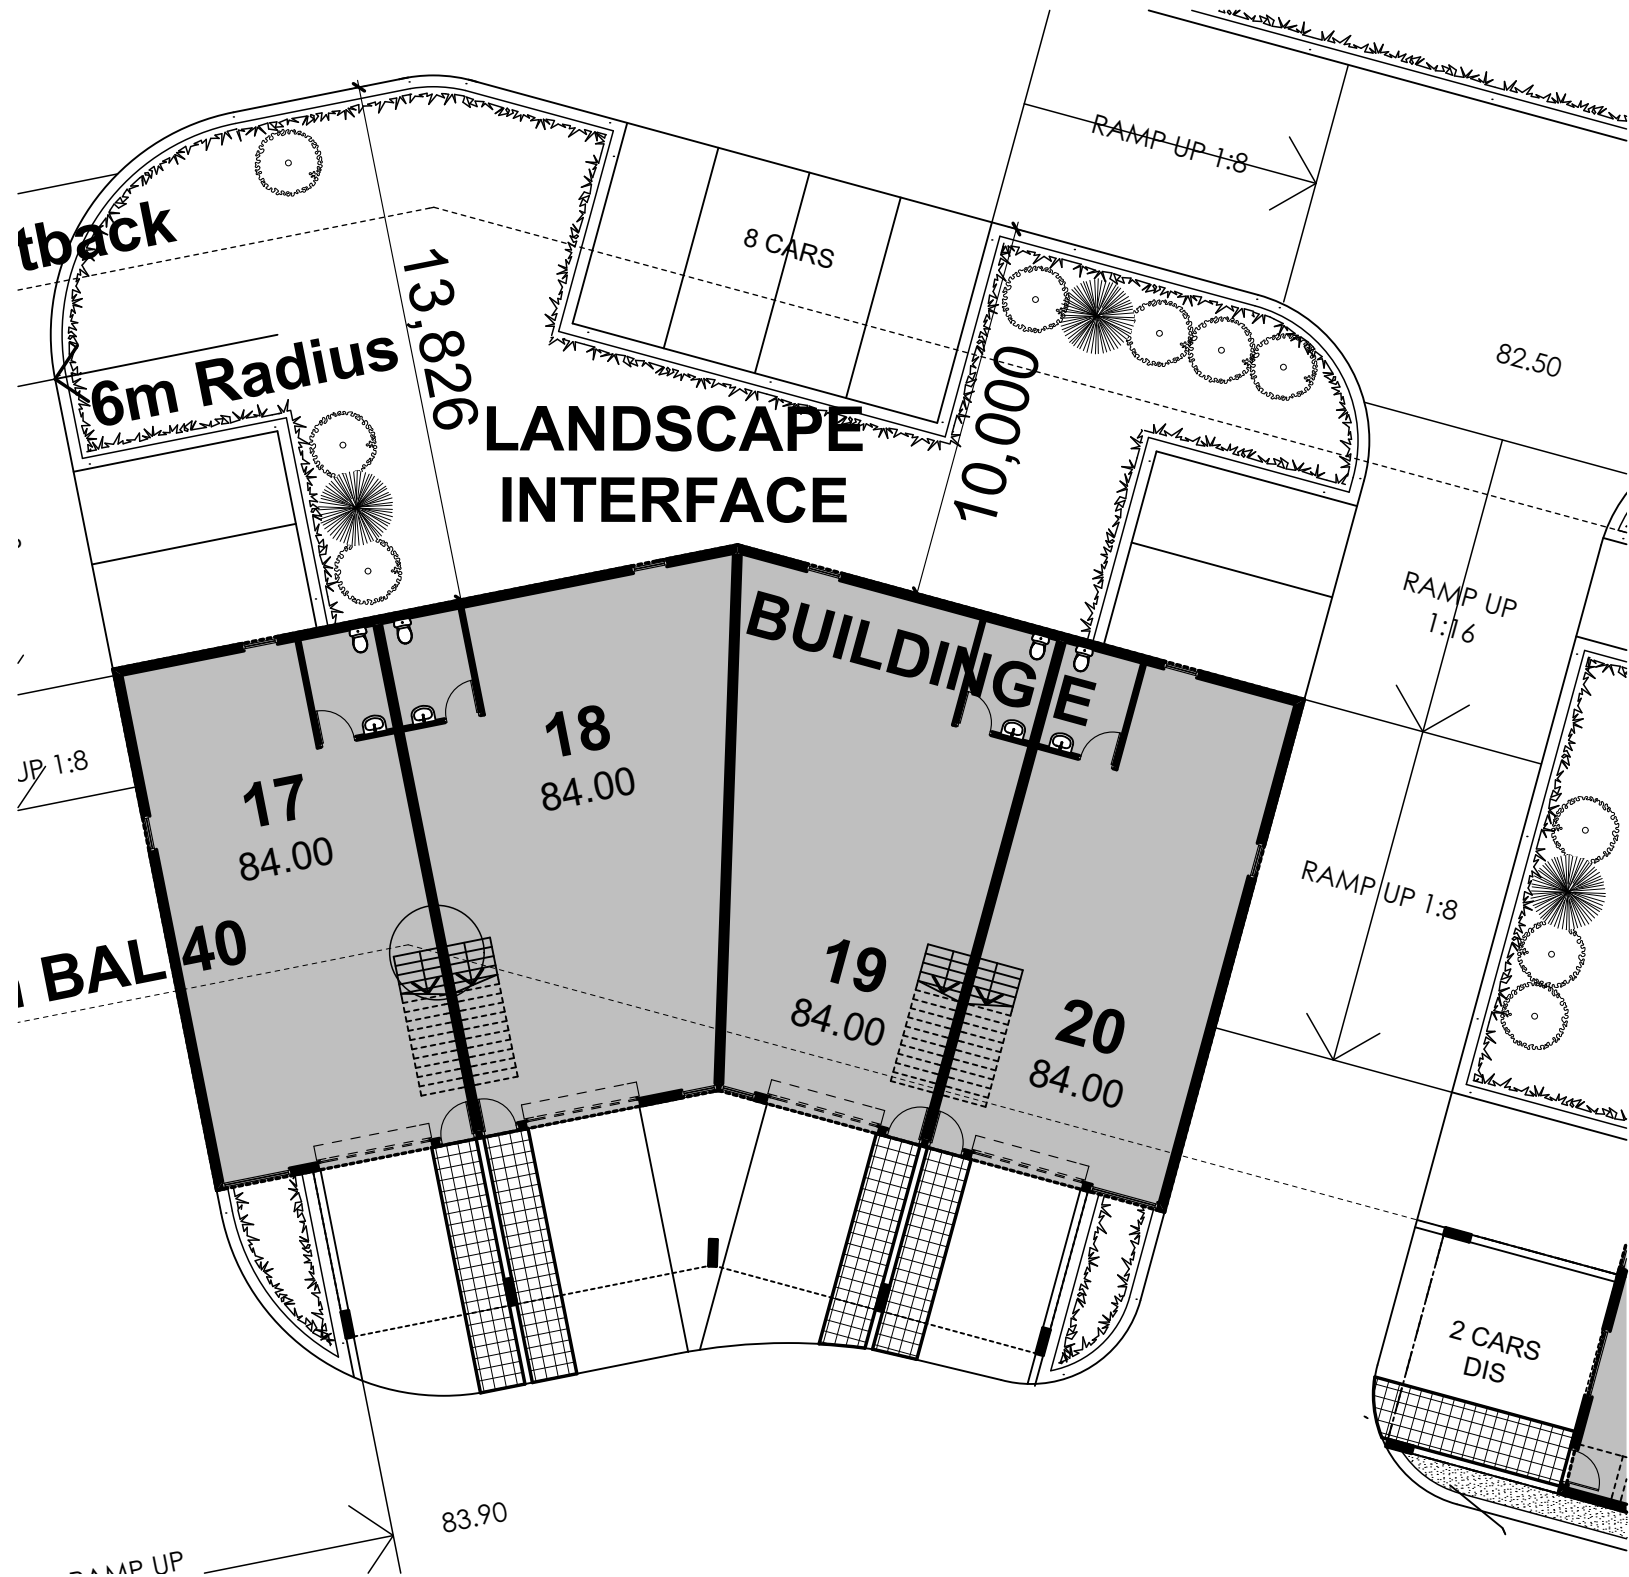 RAMP UP 1:8
tback
8 CARS
13,826
6m Radius
10,000
82.50
LANDSCAPE
INTERFACE
RAMP UP
1:16
BUILDING E
18
84.00
UP 1:8
17
84.00
RAMP UP 1:8
BAL 40
19
84.00
20
84.00
2 CARS
DIS
83.90
RAMP UP